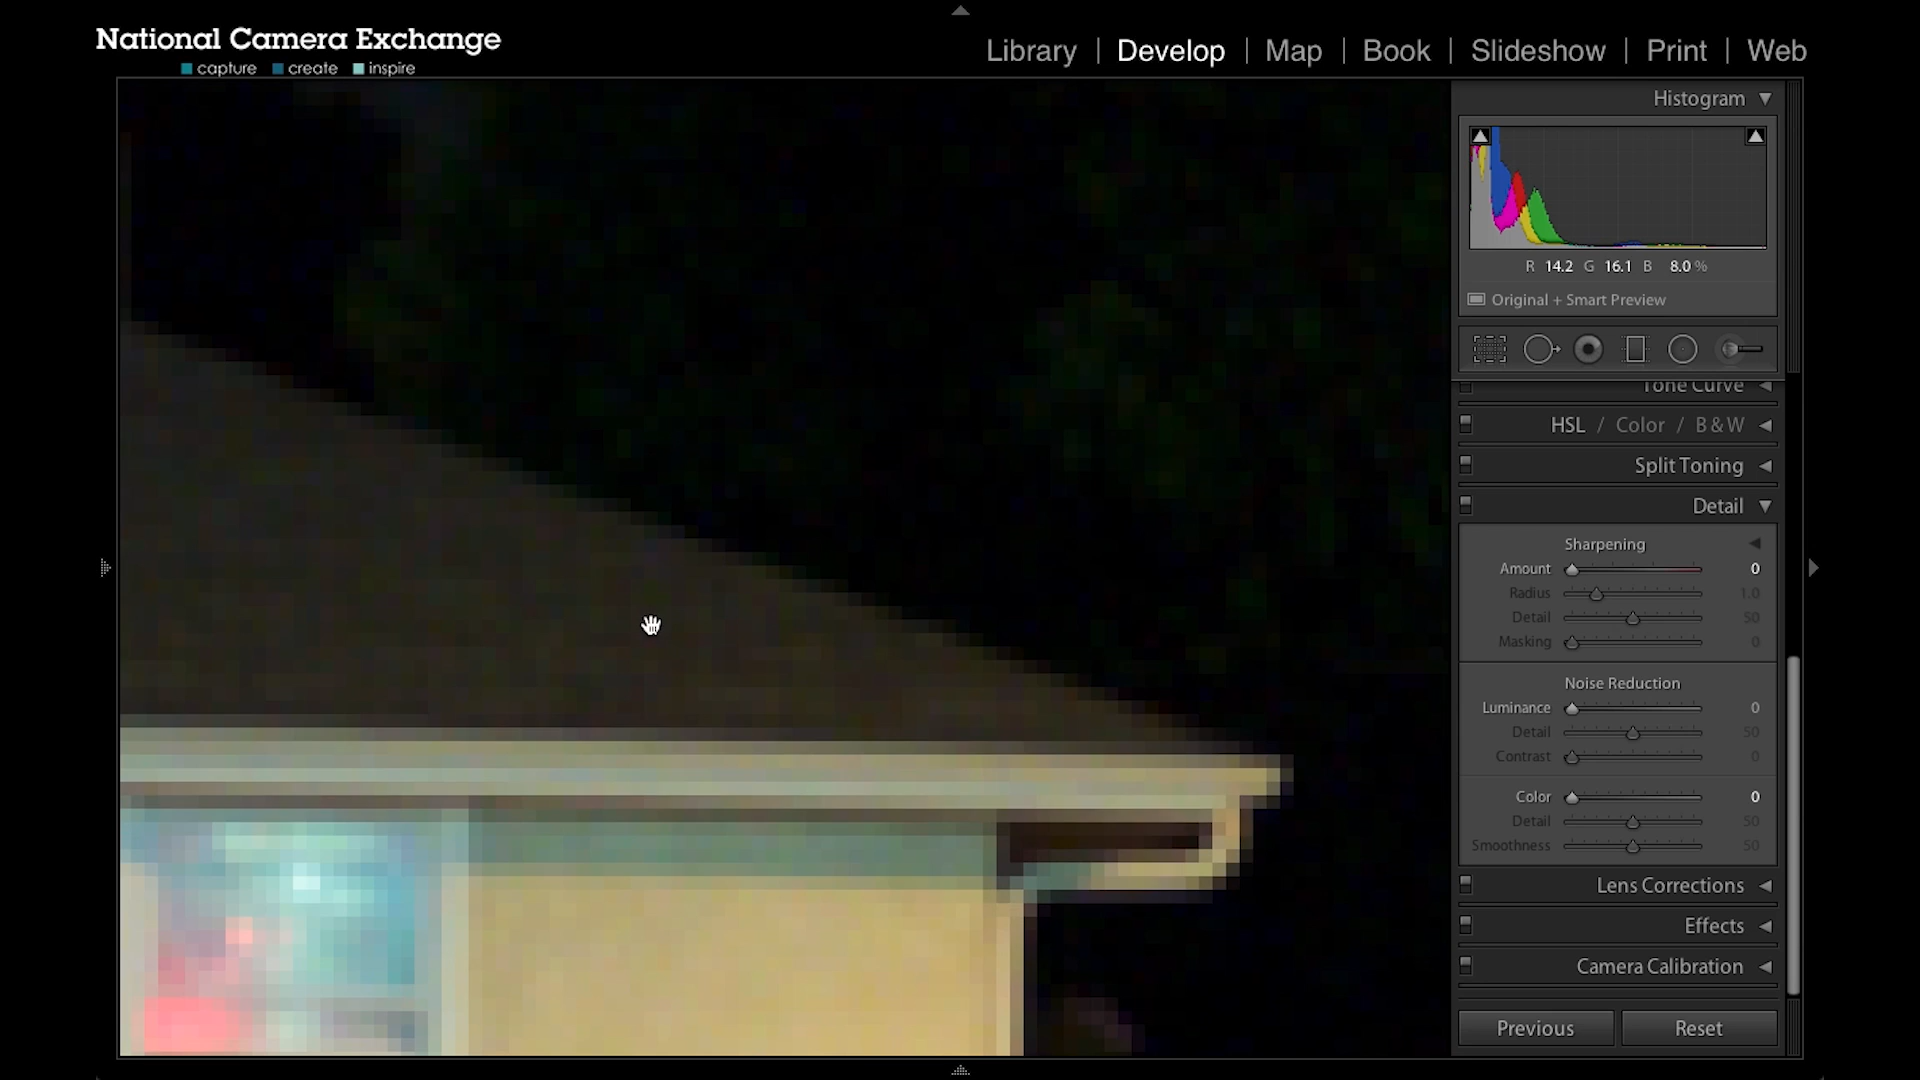 National Camera Exchange
capture create inspire
Library | Develop | Map | Book | Slideshow | Print | Web
Histogram
R 14.2 G 16.1 B 8.0 %
Original + Smart Preview
Tone Curve
HSL / Color / B & W
Split Toning
Detail
Sharpening
Amount 0
Radius 1.0
Detail 50
Masking 0
Noise Reduction
Luminance 0
Detail 50
Contrast 0
Color 0
Detail 50
Smoothness 50
Lens Corrections
Effects
Camera Calibration
Previous Reset